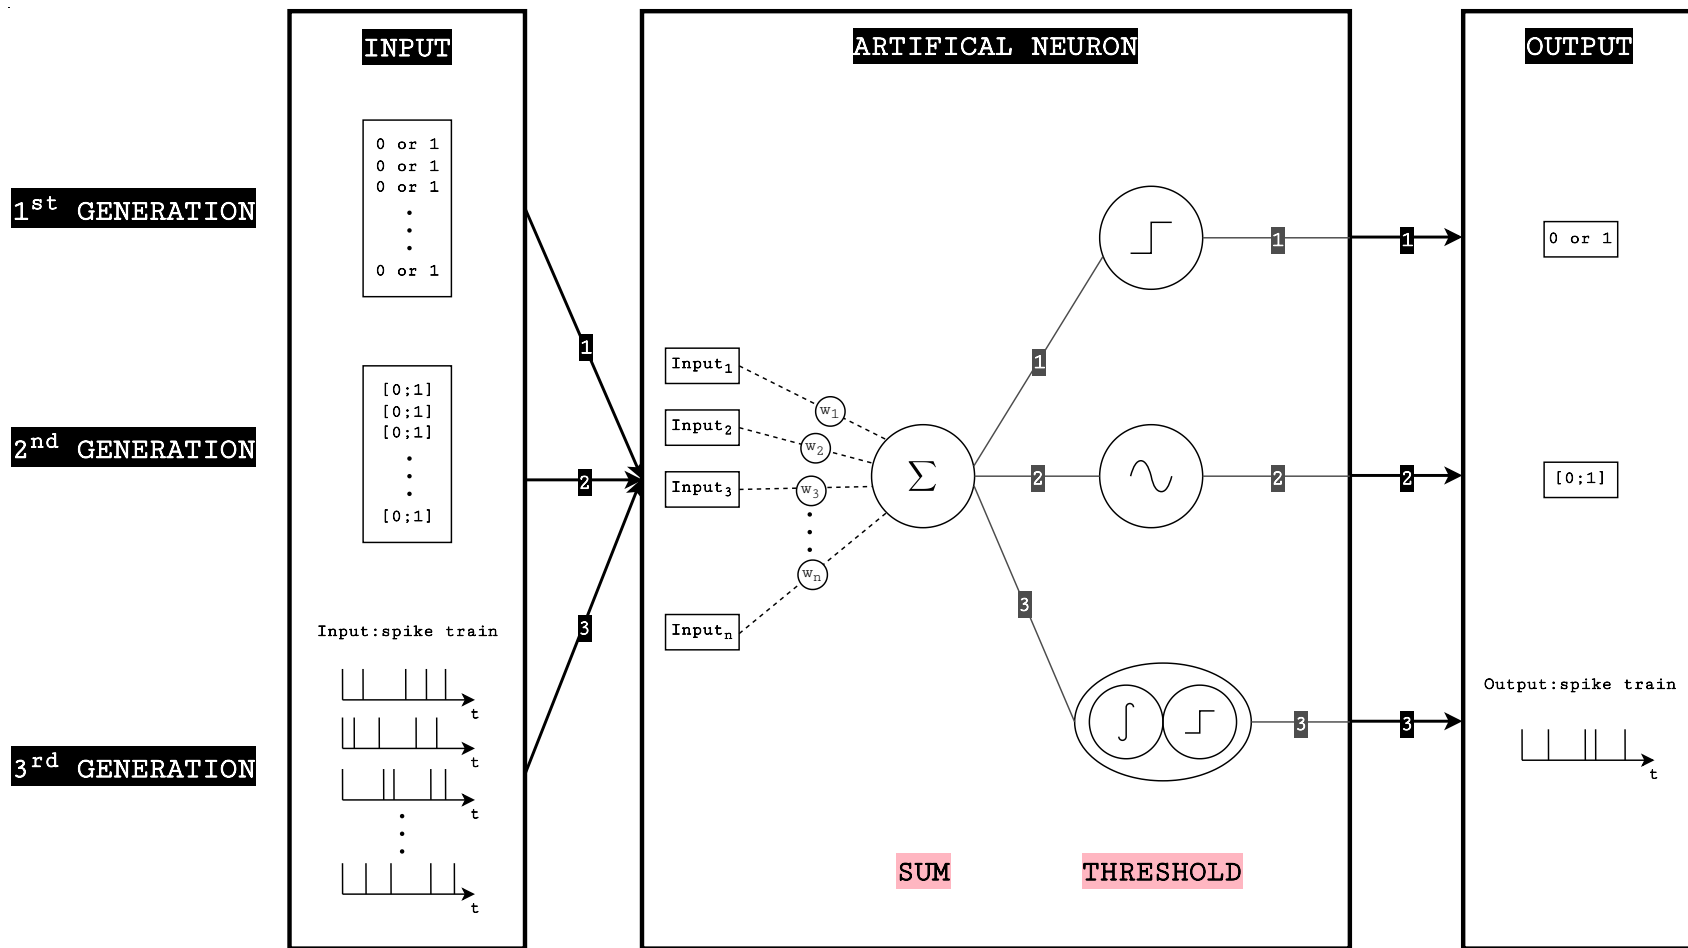 INPUT
ARTIFICAL NEURON
OUTPUT
1st GENERATION
0 or 1
0 or 1
0 or 1
0 or 1
1
1
1
1
0 or 1
2nd GENERATION
[0;1]
[0;1]
[0;1]
[0;1]
2
Input1
Input2
Input3
Inputn
w1
w2
w3
wn
Σ
2
2
2
[0;1]
3rd GENERATION
Input:spike train
t
t
t
t
3
3
∫
3
3
Output:spike train
t
SUM
THRESHOLD